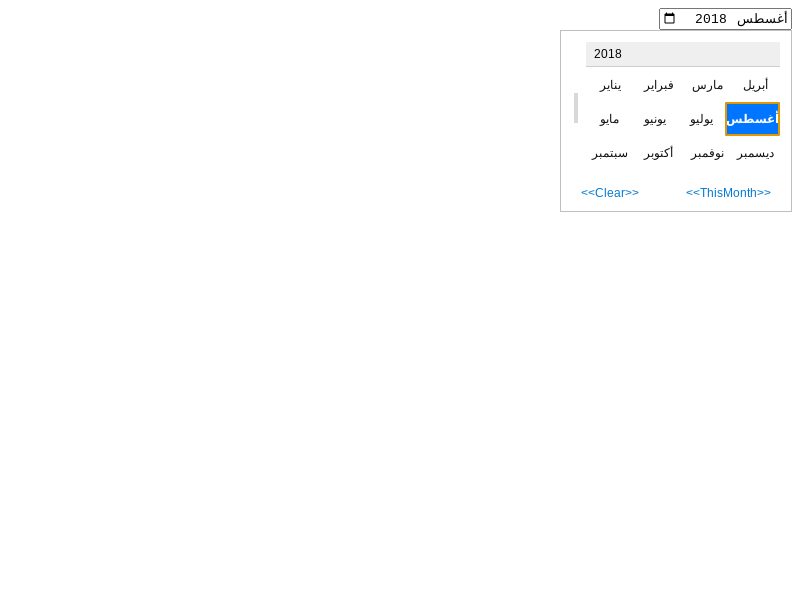 أغسطس 2018
2018
يناير فبراير مارس أبريل
مايو يونيو يوليو أغسطس
سبتمبر أكتوبر نوفمبر ديسمبر
<<Clear>> <<ThisMonth>>